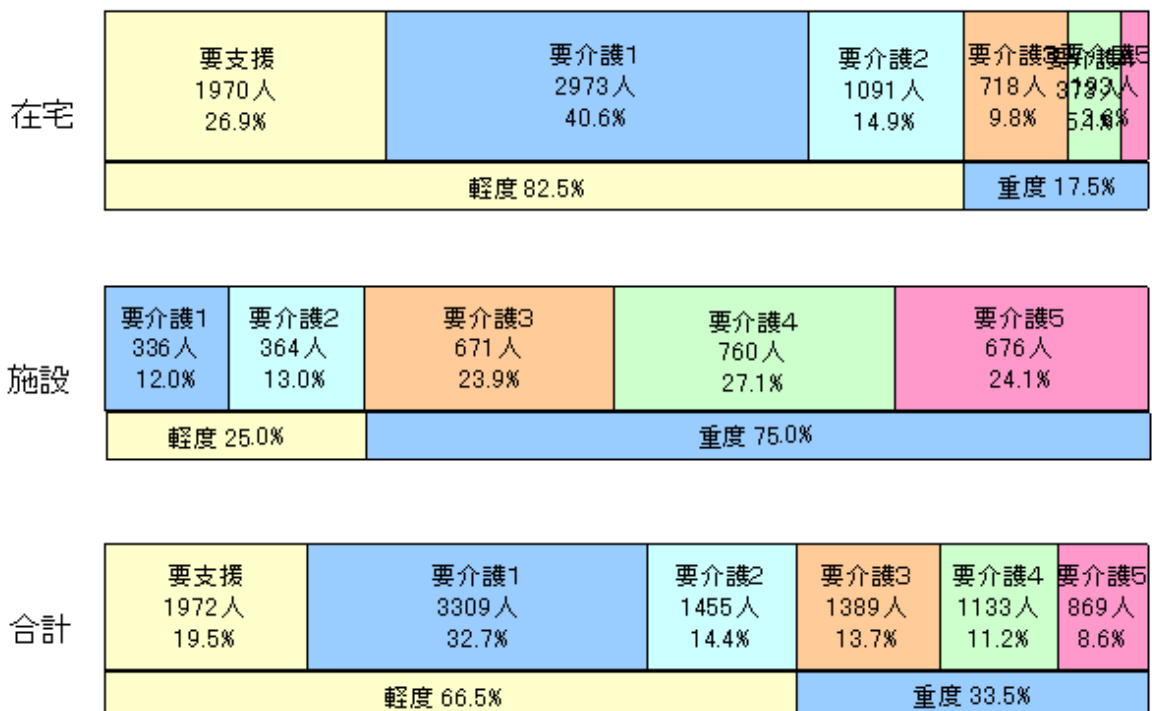 在宅
要支援
1970人
26.9%
要介護1
2973人
40.6%
要介護2
1091人
14.9%
要介護3
718人
9.8%
軽度 82.5%
重度 17.5%
施設
要介護1
336人
12.0%
要介護2
364人
13.0%
要介護3
671人
23.9%
要介護4
760人
27.1%
要介護5
676人
24.1%
軽度 25.0%
重度 75.0%
合計
要支援
1972人
19.5%
要介護1
3309人
32.7%
要介護2
1455人
14.4%
要介護3
1389人
13.7%
要介護4
1133人
11.2%
要介護5
869人
8.6%
軽度 66.5%
重度 33.5%